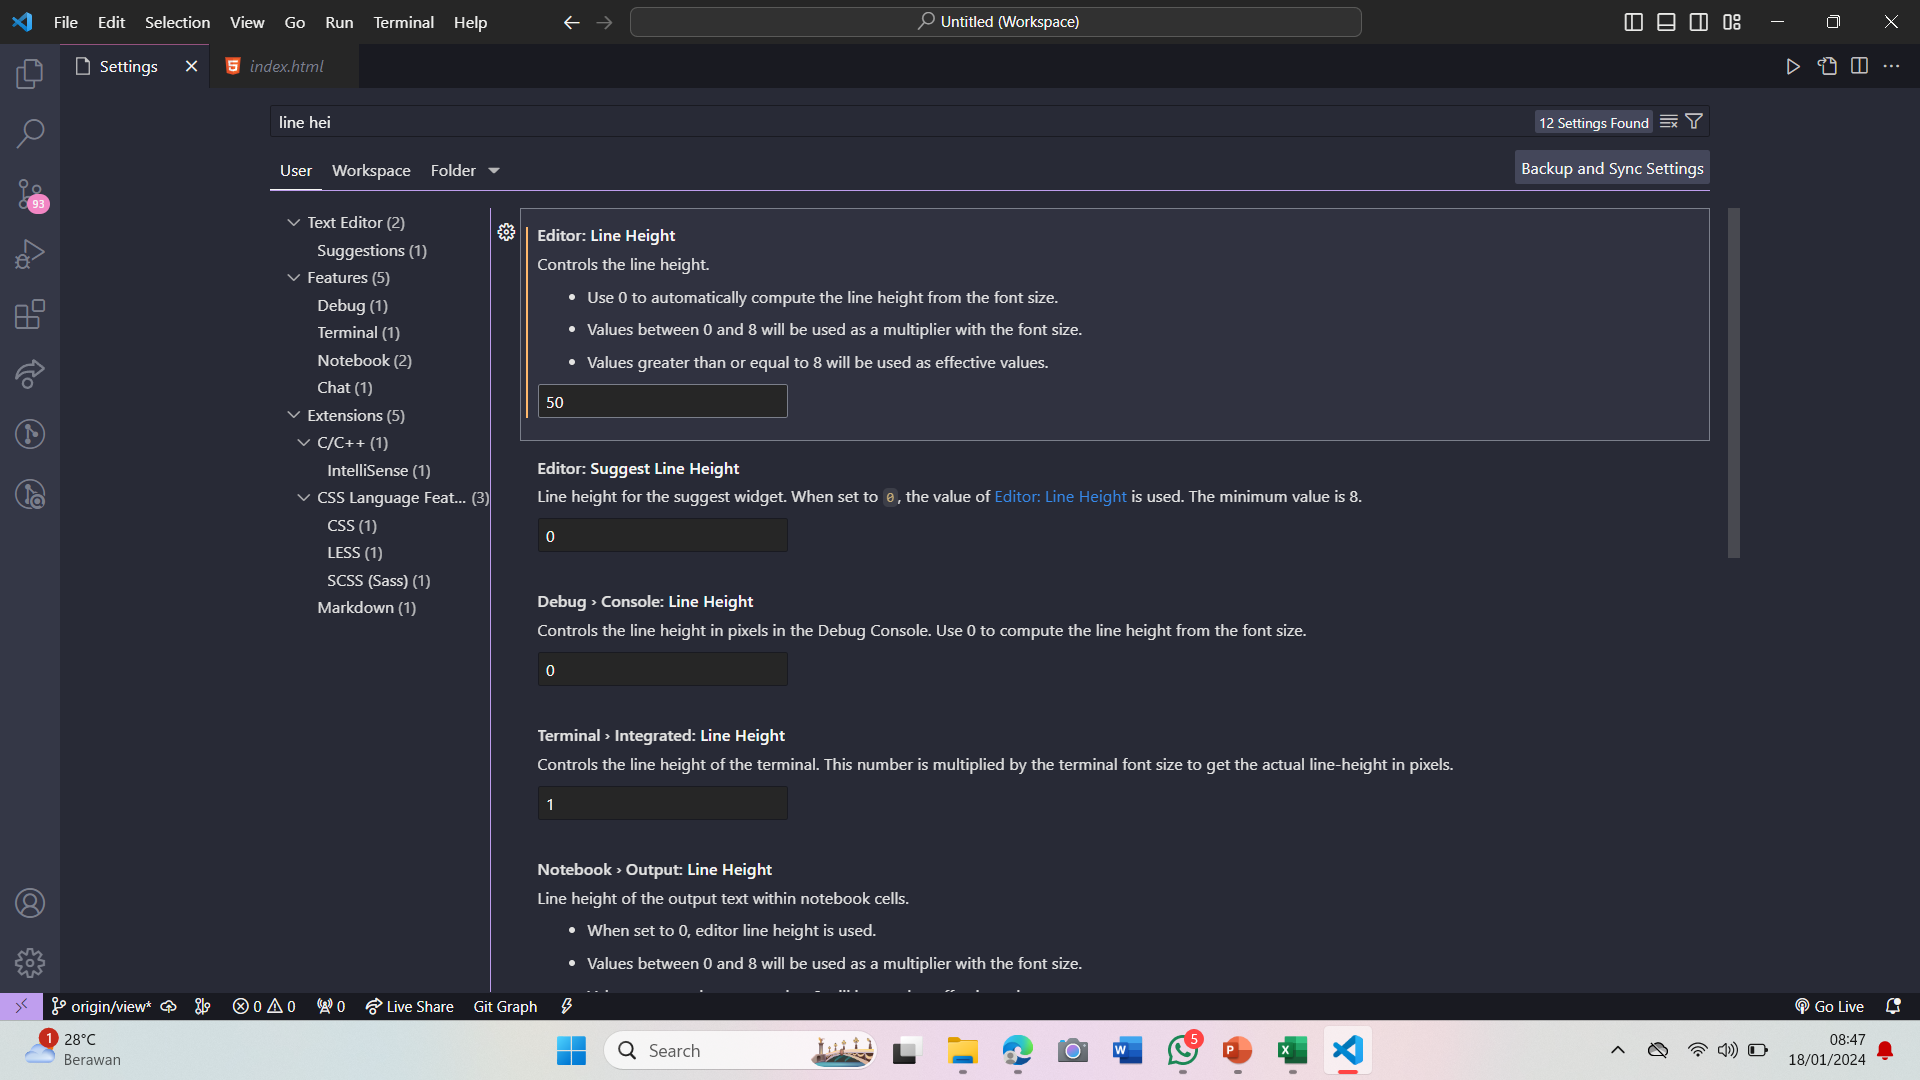 File Edit Selection View Go Run Terminal Help
Untitled (Workspace)
Settings
index.html
line hei
12 Settings Found
User Workspace Folder
Backup and Sync Settings
Text Editor (2)
Suggestions (1)
Features (5)
Debug (1)
Terminal (1)
Notebook (2)
Chat (1)
Extensions (5)
C/C++ (1)
IntelliSense (1)
CSS Language Feat... (3)
CSS (1)
LESS (1)
SCSS (Sass) (1)
Markdown (1)
93
Editor: Line Height
Controls the line height.
• Use 0 to automatically compute the line height from the font size.
• Values between 0 and 8 will be used as a multiplier with the font size.
• Values greater than or equal to 8 will be used as effective values.
50
Editor: Suggest Line Height
Line height for the suggest widget. When set to 0, the value of Editor: Line Height is used. The minimum value is 8.
0
Debug › Console: Line Height
Controls the line height in pixels in the Debug Console. Use 0 to compute the line height from the font size.
0
Terminal › Integrated: Line Height
Controls the line height of the terminal. This number is multiplied by the terminal font size to get the actual line-height in pixels.
1
Notebook › Output: Line Height
Line height of the output text within notebook cells.
• When set to 0, editor line height is used.
• Values between 0 and 8 will be used as a multiplier with the font size.
origin/view* 0 0 0 Live Share Git Graph
Go Live
1
28°C
Berawan
Search
5
08:47
18/01/2024